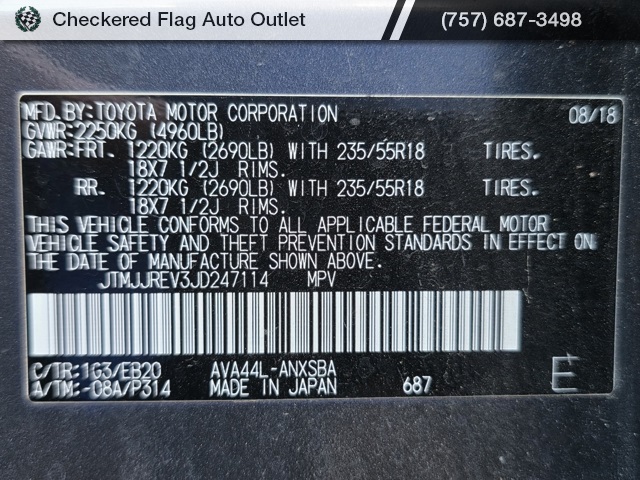 Checkered Flag Auto Outlet
(757) 687-3498
MFD.BY:TOYOTA MOTOR CORPORATION 08/18
GVWR:2250KG (4960LB)
GAWR:FRT. 1220KG (2690LB) WITH 235/55R18 TIRES.
18X7 1/2J RIMS.
RR. 1220KG (2690LB) WITH 235/55R18 TIRES.
18X7 1/2J RIMS.
THIS VEHICLE CONFORMS TO ALL APPLICABLE FEDERAL MOTOR
VEHICLE SAFETY AND THEFT PREVENTION STANDARDS IN EFFECT ON
THE DATE OF MANUFACTURE SHOWN ABOVE.
JTMJJREV3JD247114 MPV
C/TR:1G3/EB20 AVA44L-ANXSBA
A/TM:-08A/P314 MADE IN JAPAN 687 E